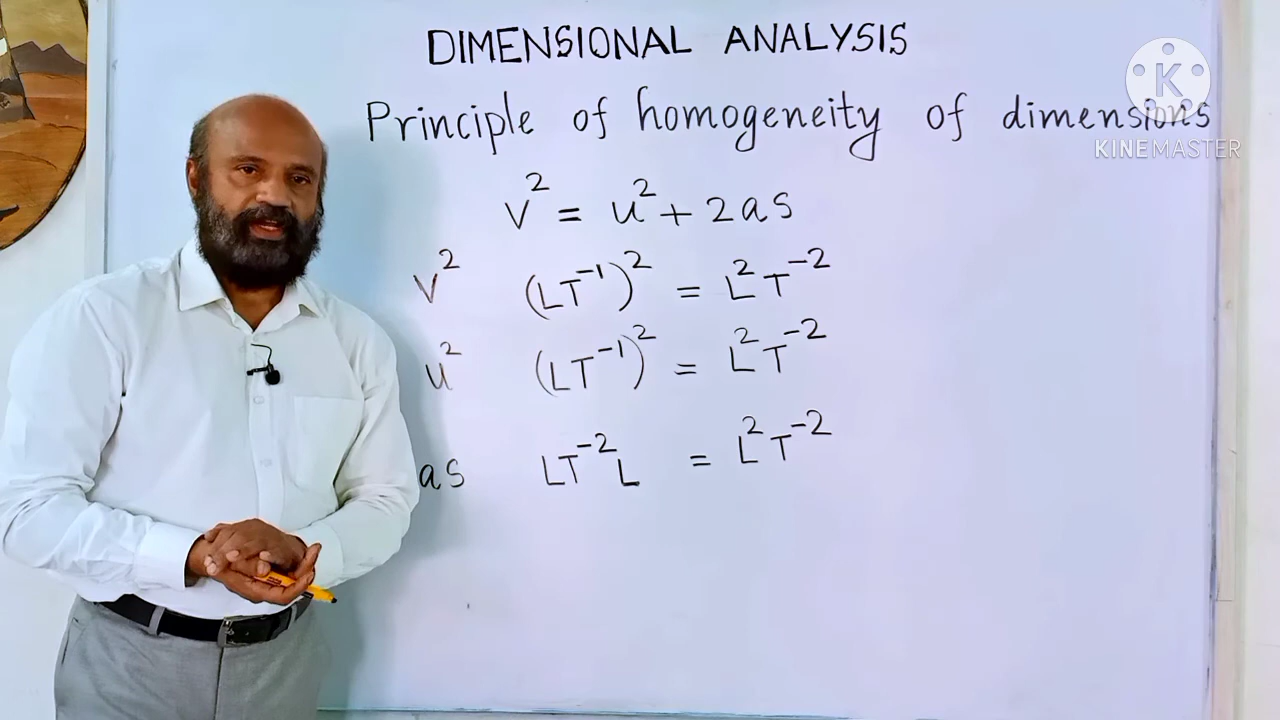 DIMENSIONAL ANALYSIS
K
Principle of homogeneity of dimensions
KINEMASTER
V² = u² + 2as
V² (LT⁻¹)² = L²T⁻²
u² (LT⁻¹)² = L²T⁻²
as LT⁻²L = L²T⁻²